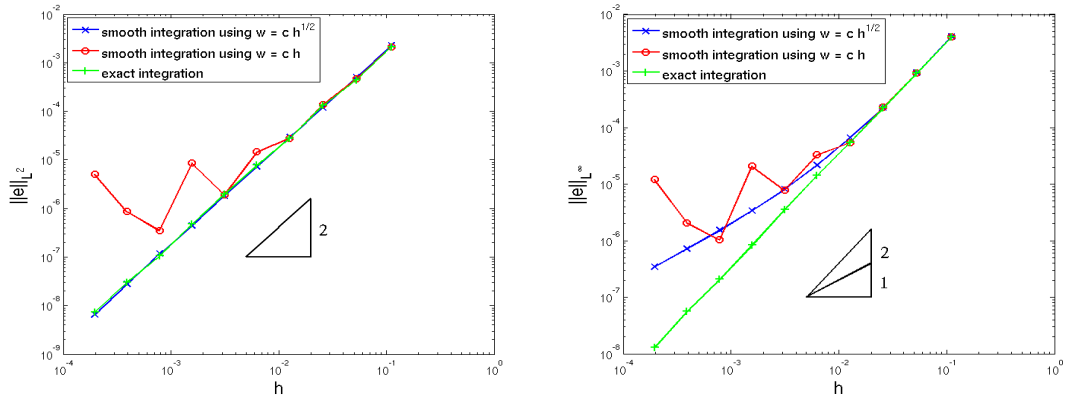 smooth integration using w = c h^1/2
smooth integration using w = c h
exact integration
10^-2
10^-3
10^-4
10^-5
10^-6
10^-7
10^-8
10^-9
||e||_L^2
2
10^-4
10^-3
10^-2
10^-1
10^0
h
smooth integration using w = c h^1/2
smooth integration using w = c h
exact integration
10^-2
10^-3
10^-4
10^-5
10^-6
10^-7
10^-8
||e||_L^∞
2
1
10^-4
10^-3
10^-2
10^-1
10^0
h